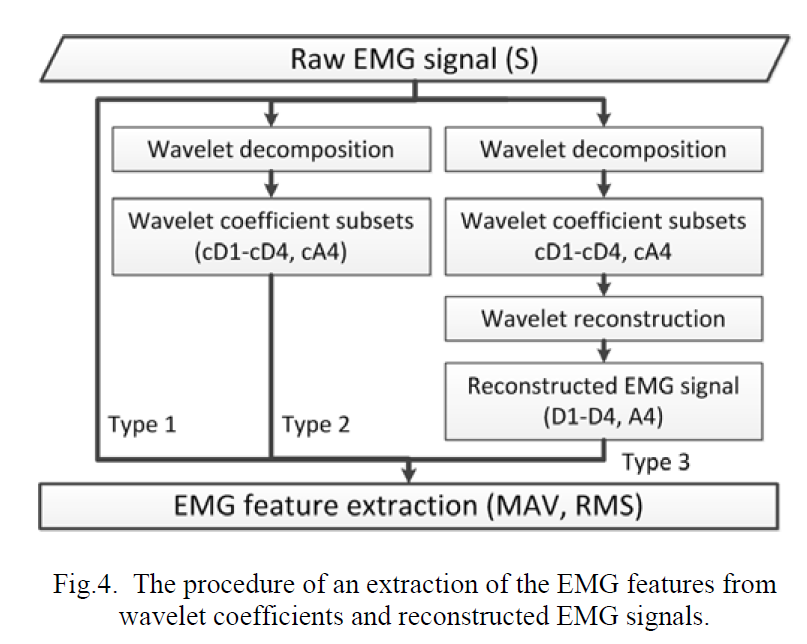 Raw EMG signal (S)
Wavelet decomposition
Wavelet coefficient subsets
(cD1-cD4, cA4)
Type 1
Type 2
Wavelet decomposition
Wavelet coefficient subsets
cD1-cD4, cA4
Wavelet reconstruction
Reconstructed EMG signal
(D1-D4, A4)
Type 3
EMG feature extraction (MAV, RMS)
Fig.4. The procedure of an extraction of the EMG features from
wavelet coefficients and reconstructed EMG signals.